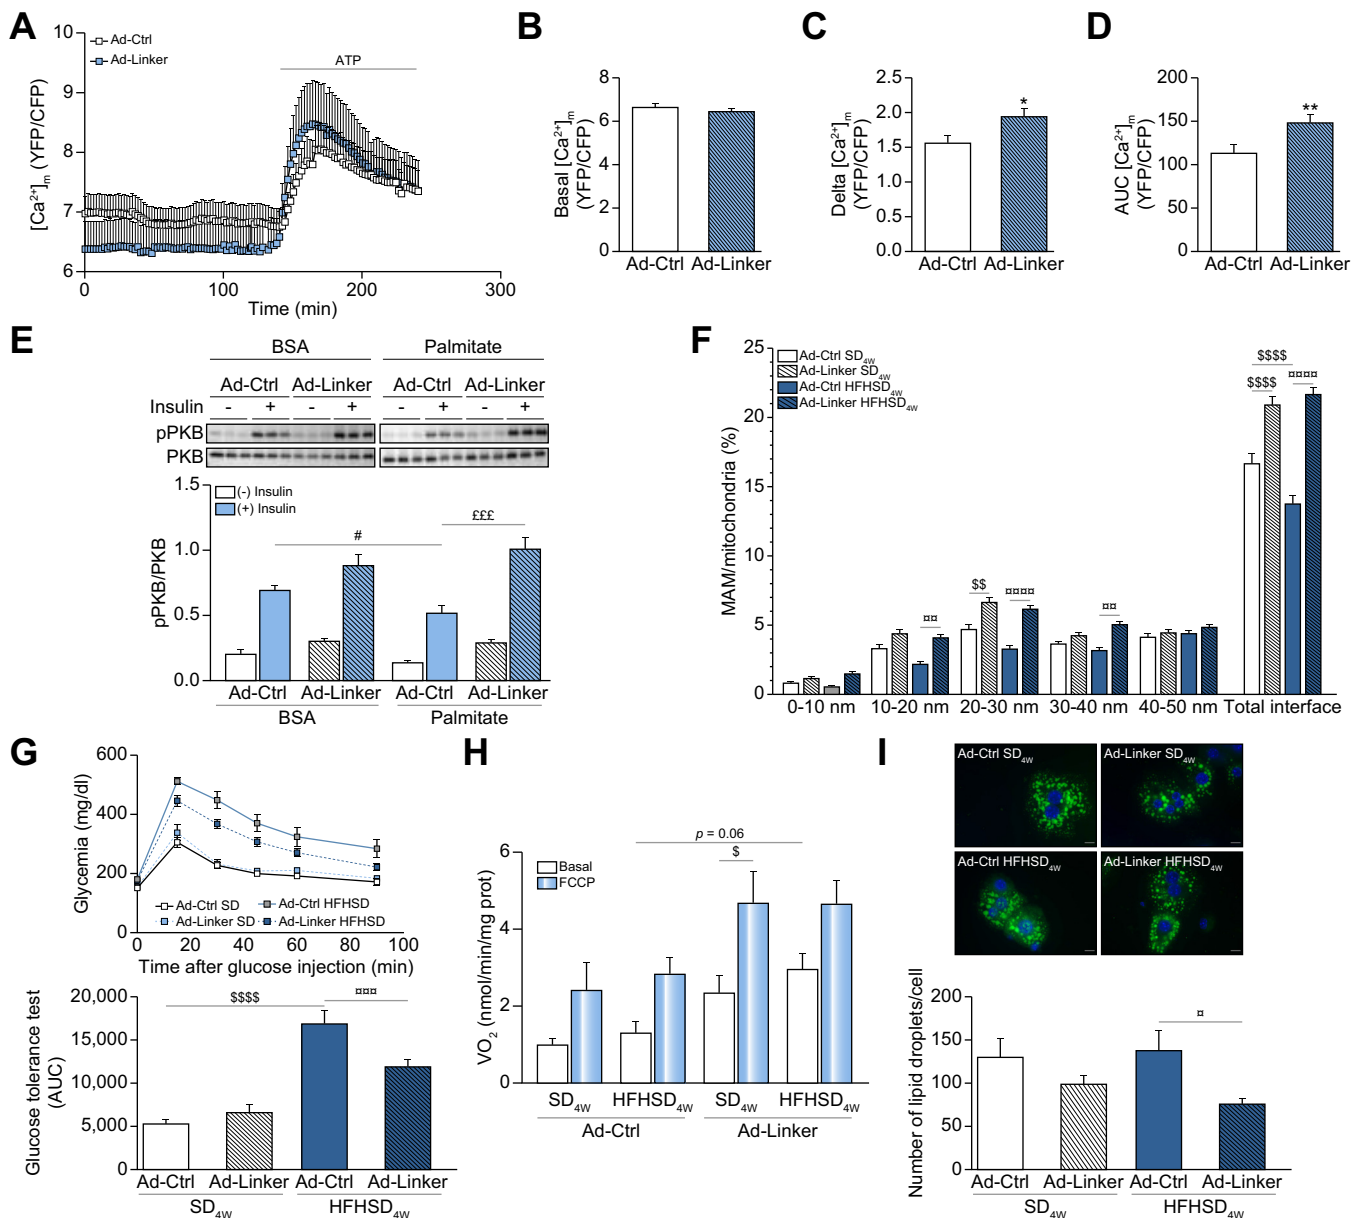 A
[Ca²⁺]ₘ (YFP/CFP)
10
9
8
7
6
Ad-Ctrl
Ad-Linker
ATP
0
100
200
300
Time (min)
B
Basal [Ca²⁺]ₘ
(YFP/CFP)
8
6
4
2
0
Ad-Ctrl Ad-Linker
C
Delta [Ca²⁺]ₘ
(YFP/CFP)
2.5
2.0
1.5
1.0
0.5
0.0
*
Ad-Ctrl Ad-Linker
D
AUC [Ca²⁺]ₘ
(YFP/CFP)
200
150
100
50
0
**
Ad-Ctrl Ad-Linker
E
BSA Palmitate
Ad-Ctrl Ad-Linker Ad-Ctrl Ad-Linker
Insulin - + - + - + - +
pPKB
PKB
pPKB/PKB
1.5
1.0
0.5
0.0
(-) Insulin
(+) Insulin
#
£££
Ad-Ctrl Ad-Linker Ad-Ctrl Ad-Linker
BSA Palmitate
F
MAM/mitochondria (%)
25
20
15
10
5
0
Ad-Ctrl SD4W
Ad-Linker SD4W
Ad-Ctrl HFHSD4W
Ad-Linker HFHSD4W
¤¤
$$
¤¤¤¤
¤¤
$$$$
$$$$
¤¤¤¤
0-10 nm 10-20 nm 20-30 nm 30-40 nm 40-50 nm Total interface
G
Glycemia (mg/dl)
600
400
200
0
Ad-Ctrl SD
Ad-Linker SD
Ad-Ctrl HFHSD
Ad-Linker HFHSD
0 20 40 60 80 100
Time after glucose injection (min)
Glucose tolerance test
(AUC)
20,000
15,000
10,000
5,000
0
$$$$
¤¤¤
Ad-Ctrl Ad-Linker Ad-Ctrl Ad-Linker
SD4W HFHSD4W
H
VO₂ (nmol/min/mg prot)
6
4
2
0
Basal
FCCP
p = 0.06
$
SD4W HFHSD4W SD4W HFHSD4W
Ad-Ctrl Ad-Linker
I
Ad-Ctrl SD4W
Ad-Linker SD4W
Ad-Ctrl HFHSD4W
Ad-Linker HFHSD4W
Number of lipid droplets/cell
200
150
100
50
0
¤
Ad-Ctrl Ad-Linker Ad-Ctrl Ad-Linker
SD4W HFHSD4W